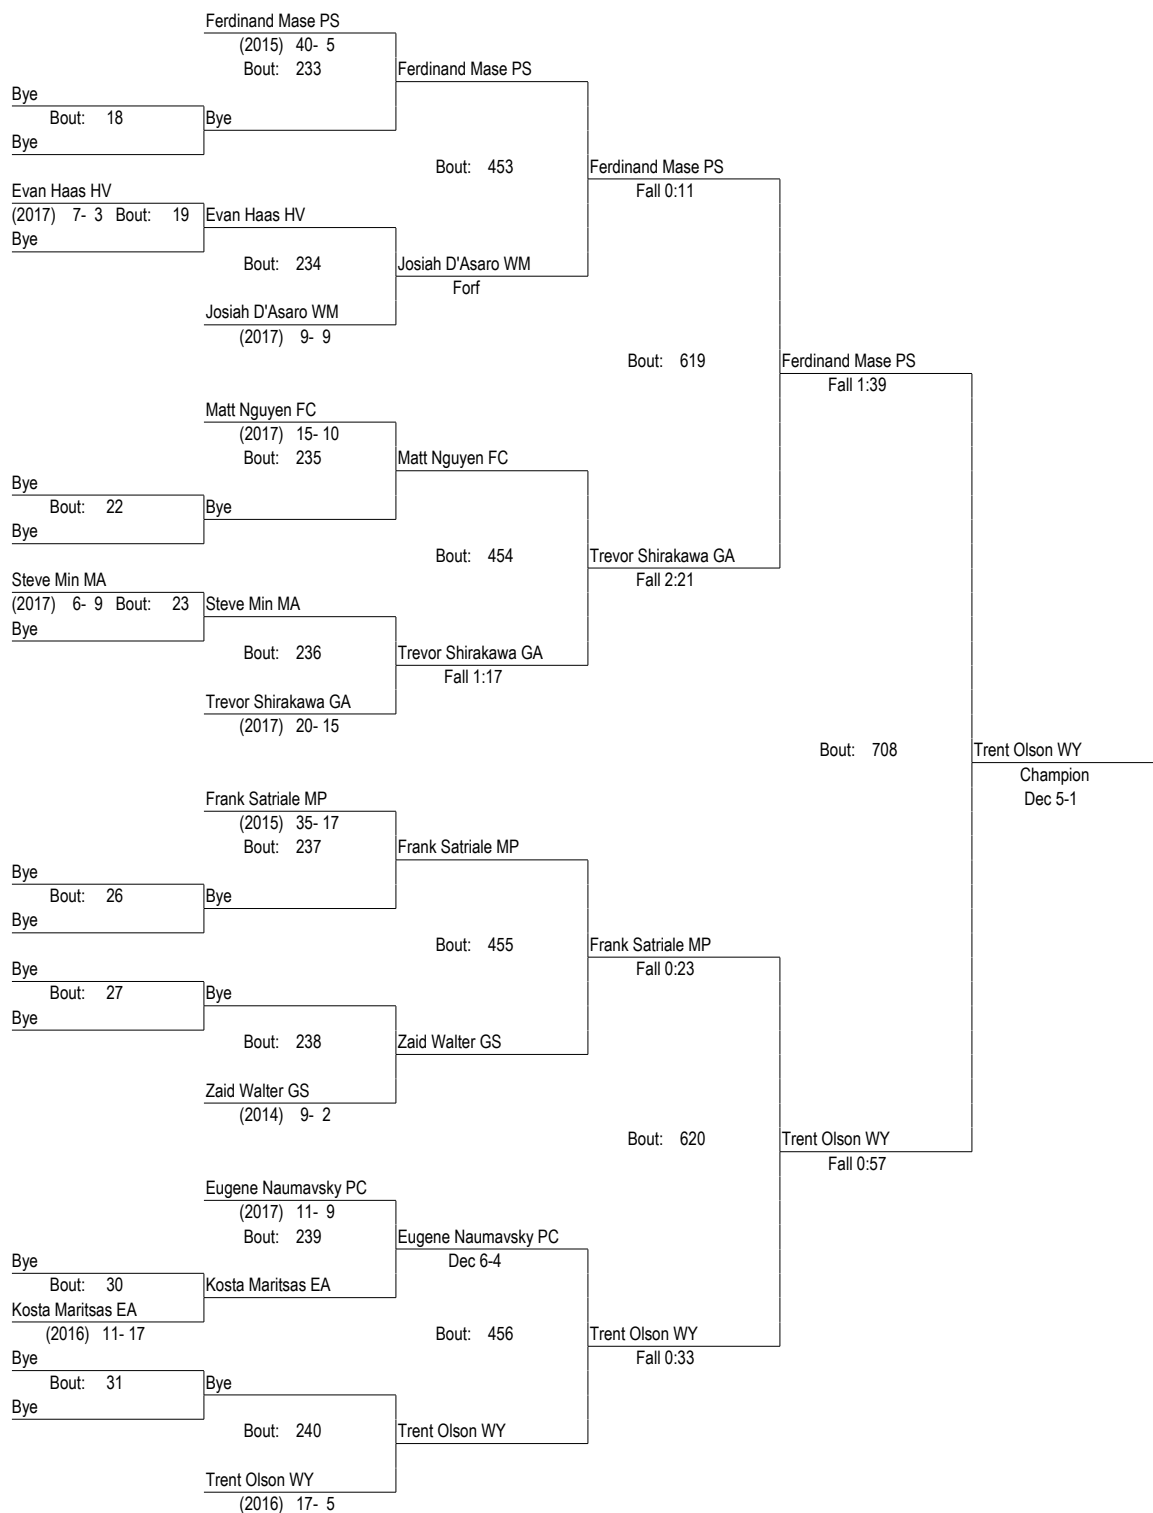 Ferdinand Mase PS
(2015) 40- 5
Bout: 233
Ferdinand Mase PS
Bye
Bout: 18
Bye
Bye
Bout: 453
Ferdinand Mase PS
Fall 0:11
Evan Haas HV
(2017) 7- 3 Bout: 19
Evan Haas HV
Bye
Bout: 234
Josiah D'Asaro WM
Forf
Josiah D'Asaro WM
(2017) 9- 9
Bout: 619
Ferdinand Mase PS
Fall 1:39
Matt Nguyen FC
(2017) 15- 10
Bout: 235
Matt Nguyen FC
Bye
Bout: 22
Bye
Bye
Bout: 454
Trevor Shirakawa GA
Fall 2:21
Steve Min MA
(2017) 6- 9 Bout: 23
Steve Min MA
Bye
Bout: 236
Trevor Shirakawa GA
Fall 1:17
Trevor Shirakawa GA
(2017) 20- 15
Bout: 708
Trent Olson WY
Champion
Dec 5-1
Frank Satriale MP
(2015) 35- 17
Bout: 237
Frank Satriale MP
Bye
Bout: 26
Bye
Bye
Bout: 455
Frank Satriale MP
Fall 0:23
Bye
Bout: 27
Bye
Bye
Bout: 238
Zaid Walter GS
Zaid Walter GS
(2014) 9- 2
Bout: 620
Trent Olson WY
Fall 0:57
Eugene Naumavsky PC
(2017) 11- 9
Bout: 239
Eugene Naumavsky PC
Dec 6-4
Bye
Bout: 30
Kosta Maritsas EA
Kosta Maritsas EA
(2016) 11- 17
Bout: 456
Trent Olson WY
Fall 0:33
Bye
Bout: 31
Bye
Bye
Bout: 240
Trent Olson WY
Trent Olson WY
(2016) 17- 5